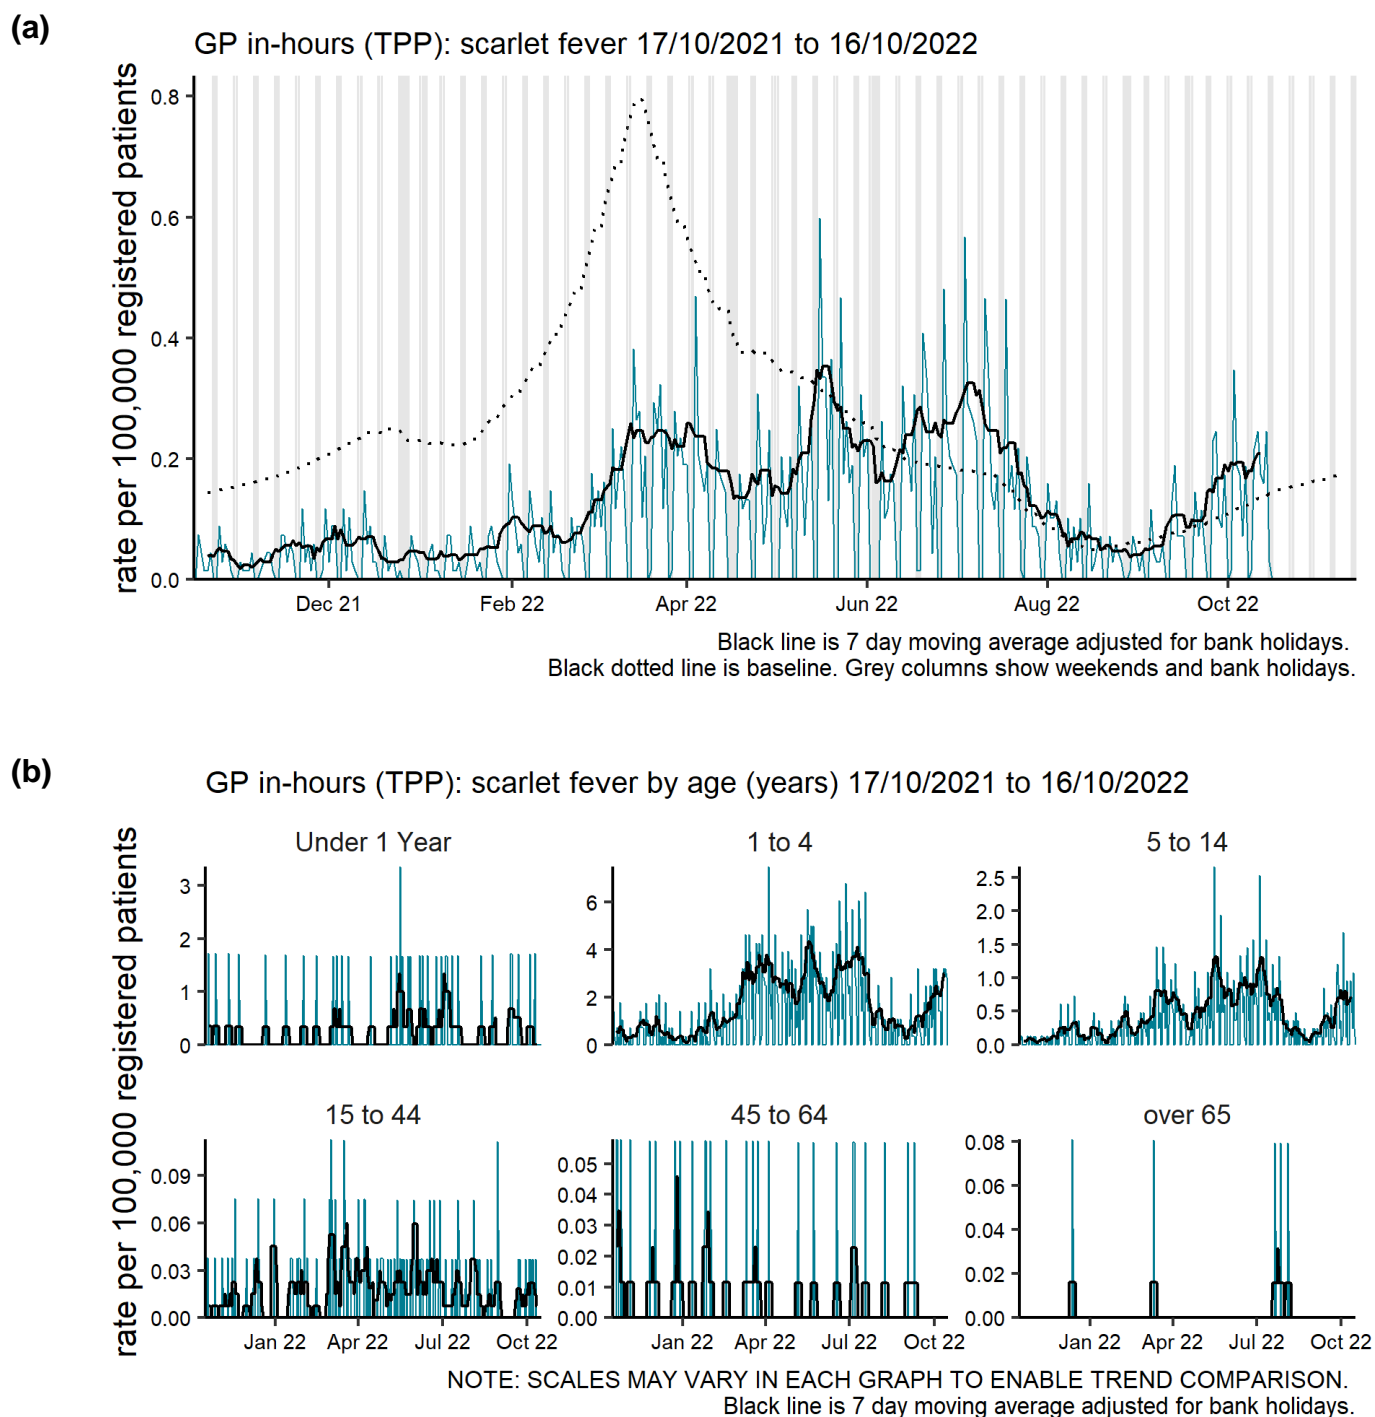 (a)
GP in-hours (TPP): scarlet fever 17/10/2021 to 16/10/2022
rate per 100,000 registered patients
0.8
0.6
0.4
0.2
0.0
Dec 21 Feb 22 Apr 22 Jun 22 Aug 22 Oct 22
Black line is 7 day moving average adjusted for bank holidays.
Black dotted line is baseline. Grey columns show weekends and bank holidays.
(b)
GP in-hours (TPP): scarlet fever by age (years) 17/10/2021 to 16/10/2022
rate per 100,000 registered patients
Under 1 Year
3
2
1
0
1 to 4
6
4
2
0
5 to 14
2.5
2.0
1.5
1.0
0.5
0.0
15 to 44
0.09
0.06
0.03
0.00
Jan 22 Apr 22 Jul 22 Oct 22
45 to 64
0.05
0.04
0.03
0.02
0.01
0.00
Jan 22 Apr 22 Jul 22 Oct 22
over 65
0.08
0.06
0.04
0.02
0.00
Jan 22 Apr 22 Jul 22 Oct 22
NOTE: SCALES MAY VARY IN EACH GRAPH TO ENABLE TREND COMPARISON.
Black line is 7 day moving average adjusted for bank holidays.